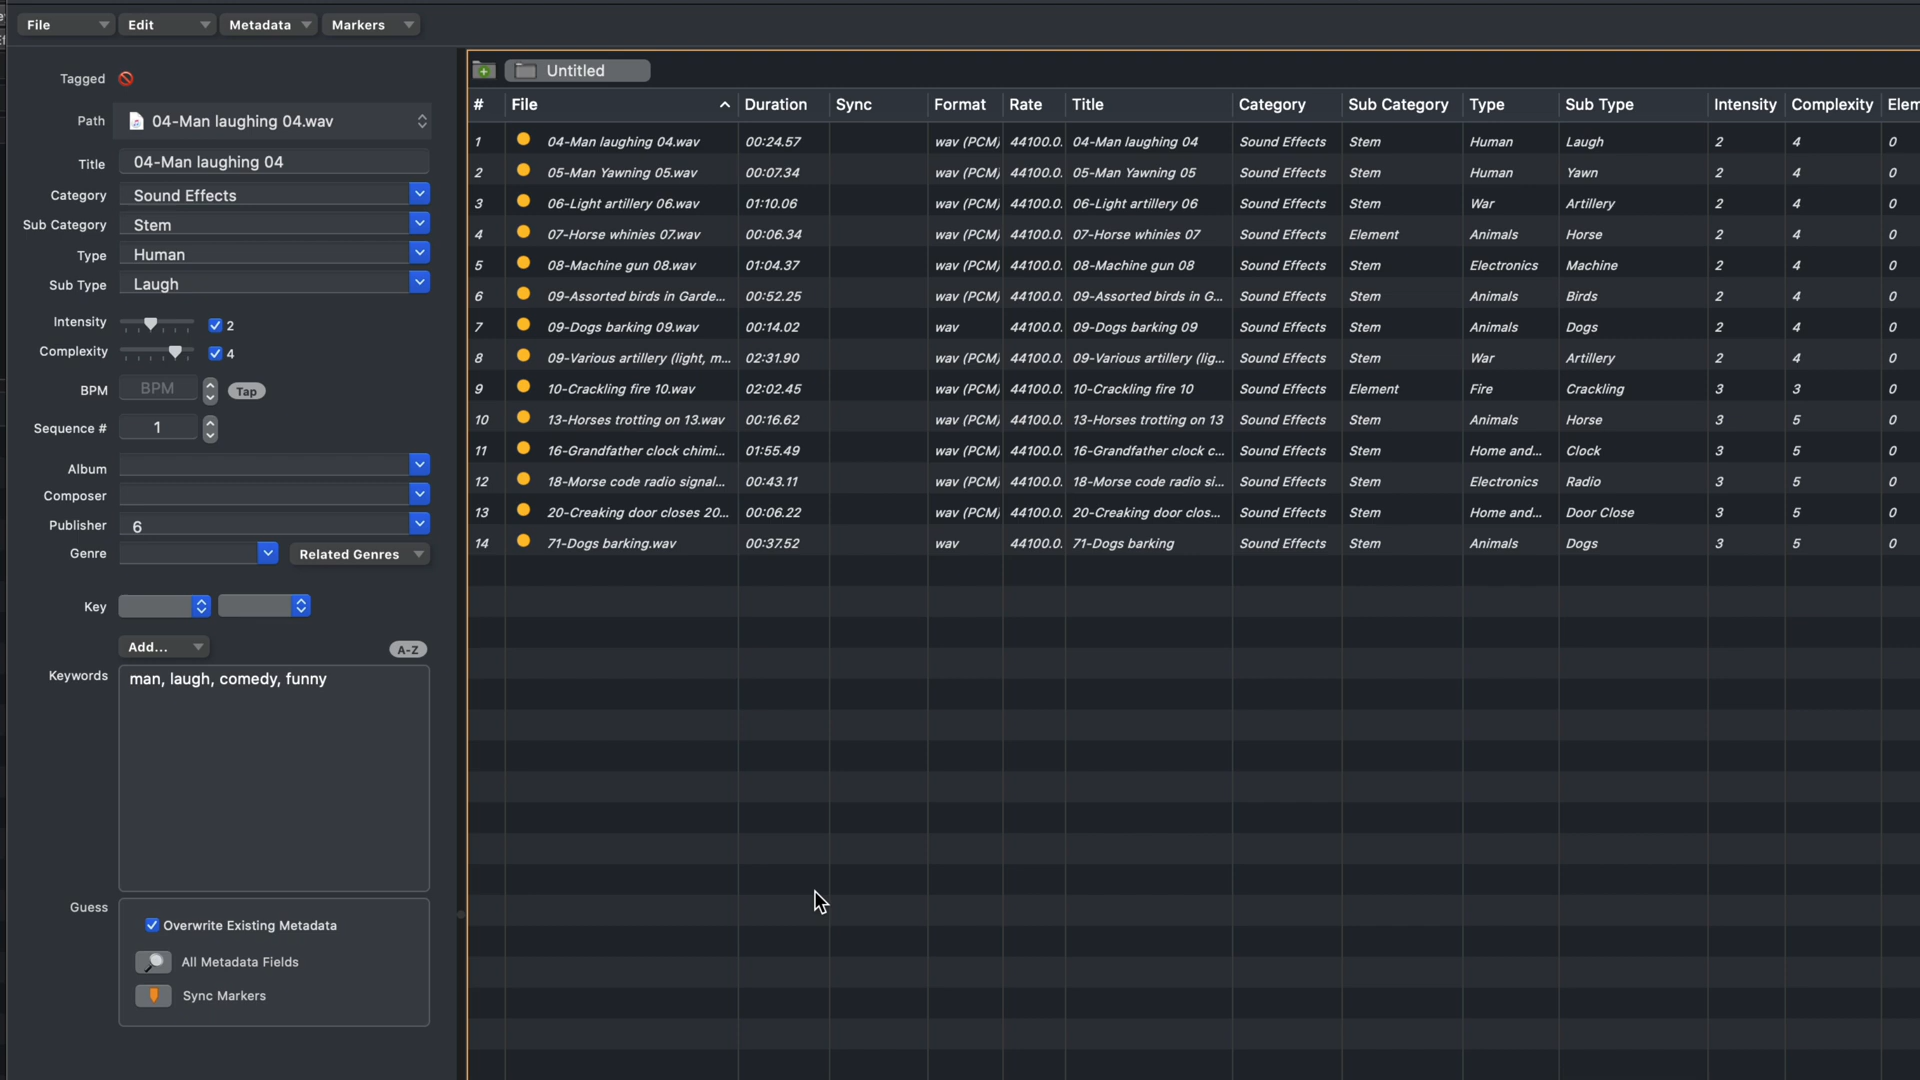 File Edit Metadata Markers
Tagged
Path 04-Man laughing 04.wav
Title 04-Man laughing 04
Category Sound Effects
Sub Category Stem
Type Human
Sub Type Laugh
Intensity 2
Complexity 4
BPM BPM Tap
Sequence # 1
Album
Composer
Publisher 6
Genre Related Genres
Key
Add... A-Z
Keywords man, laugh, comedy, funny
Guess
Overwrite Existing Metadata
All Metadata Fields
Sync Markers
Untitled
# File Duration Sync Format Rate Title Category Sub Category Type Sub Type Intensity Complexity Elem
1 04-Man laughing 04.wav 00:24.57 wav (PCM) 44100.0. 04-Man laughing 04 Sound Effects Stem Human Laugh 2 4 0
2 05-Man Yawning 05.wav 00:07.34 wav (PCM) 44100.0. 05-Man Yawning 05 Sound Effects Stem Human Yawn 2 4 0
3 06-Light artillery 06.wav 01:10.06 wav (PCM) 44100.0. 06-Light artillery 06 Sound Effects Stem War Artillery 2 4 0
4 07-Horse whinies 07.wav 00:06.34 wav (PCM) 44100.0. 07-Horse whinies 07 Sound Effects Element Animals Horse 2 4 0
5 08-Machine gun 08.wav 01:04.37 wav (PCM) 44100.0. 08-Machine gun 08 Sound Effects Stem Electronics Machine 2 4 0
6 09-Assorted birds in Garde... 00:52.25 wav (PCM) 44100.0. 09-Assorted birds in G... Sound Effects Stem Animals Birds 2 4 0
7 09-Dogs barking 09.wav 00:14.02 wav 44100.0. 09-Dogs barking 09 Sound Effects Stem Animals Dogs 2 4 0
8 09-Various artillery (light, m... 02:31.90 wav (PCM) 44100.0. 09-Various artillery (lig... Sound Effects Stem War Artillery 2 4 0
9 10-Crackling fire 10.wav 02:02.45 wav (PCM) 44100.0. 10-Crackling fire 10 Sound Effects Element Fire Crackling 3 3 0
10 13-Horses trotting on 13.wav 00:16.62 wav (PCM) 44100.0. 13-Horses trotting on 13 Sound Effects Stem Animals Horse 3 5 0
11 16-Grandfather clock chimi... 01:55.49 wav (PCM) 44100.0. 16-Grandfather clock c... Sound Effects Stem Home and... Clock 3 5 0
12 18-Morse code radio signal... 00:43.11 wav (PCM) 44100.0. 18-Morse code radio si... Sound Effects Stem Electronics Radio 3 5 0
13 20-Creaking door closes 20... 00:06.22 wav (PCM) 44100.0. 20-Creaking door clos... Sound Effects Stem Home and... Door Close 3 5 0
14 71-Dogs barking.wav 00:37.52 wav 44100.0. 71-Dogs barking Sound Effects Stem Animals Dogs 3 5 0